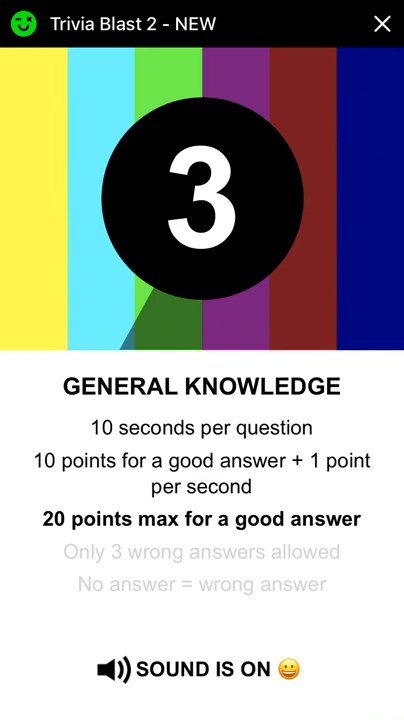 Trivia Blast 2 - NEW
3
GENERAL KNOWLEDGE
10 seconds per question
10 points for a good answer + 1 point
per second
20 points max for a good answer
Only 3 wrong answers allowed
No answer = wrong answer
SOUND IS ON 😀